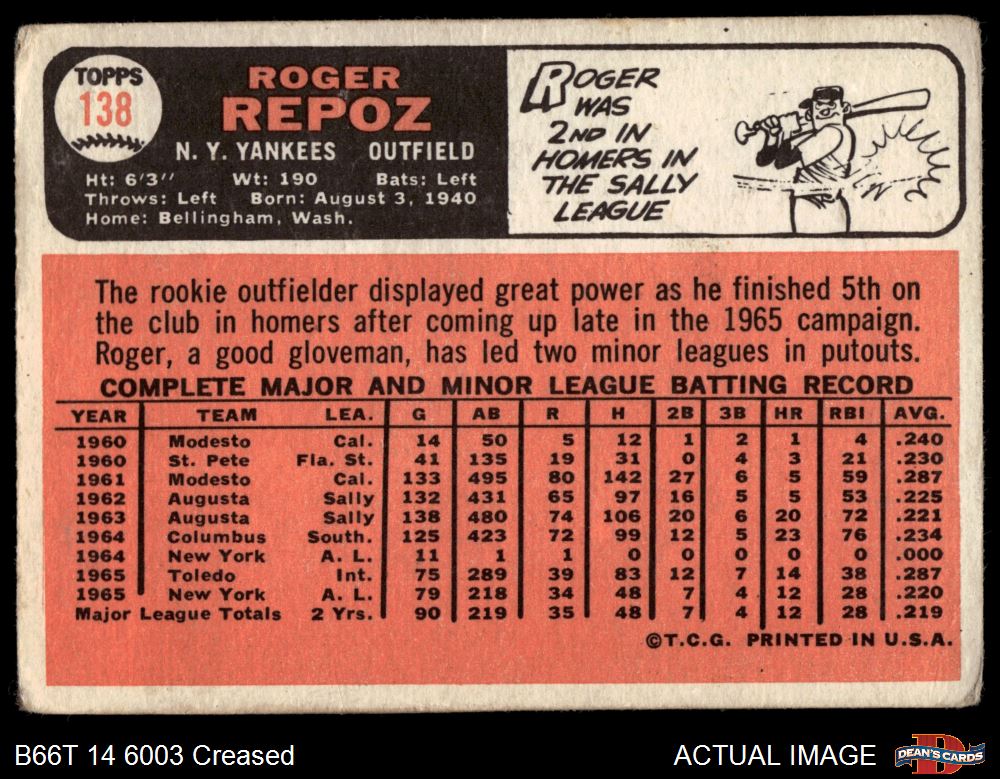 TOPPS
138
ROGER
REPOZ
N. Y. YANKEES OUTFIELD
Ht: 6'3" Wt: 190 Bats: Left
Throws: Left Born: August 3, 1940
Home: Bellingham, Wash.
ROGER
WAS
2ND IN
HOMERS IN
THE SALLY
LEAGUE
The rookie outfielder displayed great power as he finished 5th on
the club in homers after coming up late in the 1965 campaign.
Roger, a good gloveman, has led two minor leagues in putouts.
COMPLETE MAJOR AND MINOR LEAGUE BATTING RECORD
YEAR TEAM LEA. G AB R H 2B 3B HR RBI AVG.
1960 Modesto Cal. 14 50 5 12 1 2 1 4 .240
1960 St. Pete Fla. St. 41 135 19 31 0 4 3 21 .230
1961 Modesto Cal. 133 495 80 142 27 6 5 59 .287
1962 Augusta Sally 132 431 65 97 16 5 5 53 .225
1963 Augusta Sally 138 480 74 106 20 6 20 72 .221
1964 Columbus South. 125 423 72 99 12 5 23 76 .234
1964 New York A. L. 11 1 1 0 0 0 0 0 .000
1965 Toledo Int. 75 289 39 83 12 7 14 38 .287
1965 New York A. L. 79 218 34 48 7 4 12 28 .220
Major League Totals 2 Yrs. 90 219 35 48 7 4 12 28 .219
©T.C.G. PRINTED IN U.S.A.
B66T 14 6003 Creased
ACTUAL IMAGE
DEAN'S CARDS